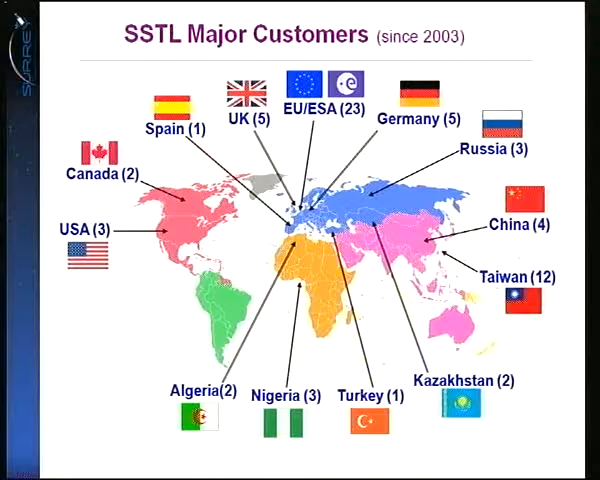 SSTL Major Customers (since 2003)
EU/ESA (23)
UK (5)
Germany (5)
Spain (1)
Russia (3)
Canada (2)
USA (3)
China (4)
Taiwan (12)
Kazakhstan (2)
Algeria(2)
Nigeria (3)
Turkey (1)
SURREY